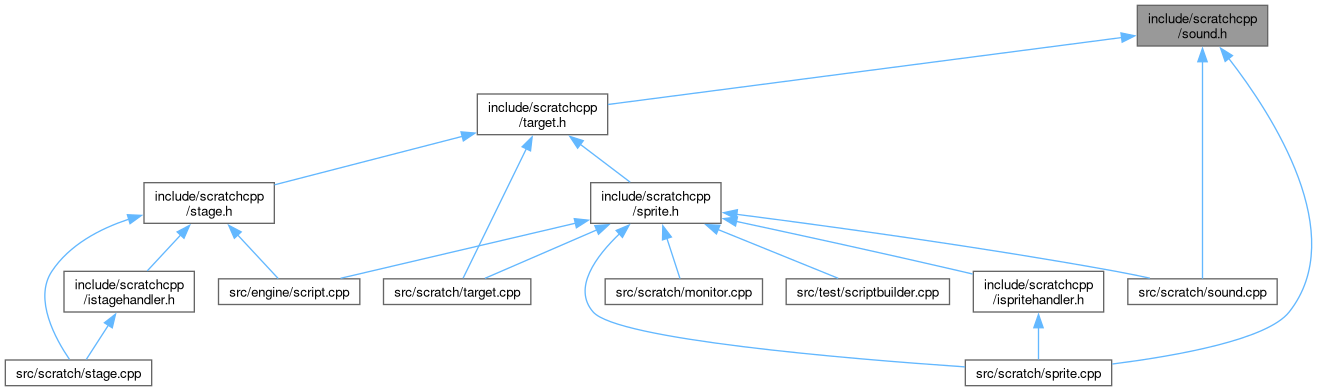 include/scratchcpp
/sound.h
include/scratchcpp
/target.h
include/scratchcpp
/stage.h
include/scratchcpp
/sprite.h
include/scratchcpp
/istagehandler.h
src/engine/script.cpp
src/scratch/target.cpp
src/scratch/monitor.cpp
src/test/scriptbuilder.cpp
include/scratchcpp
/ispritehandler.h
src/scratch/sound.cpp
src/scratch/stage.cpp
src/scratch/sprite.cpp